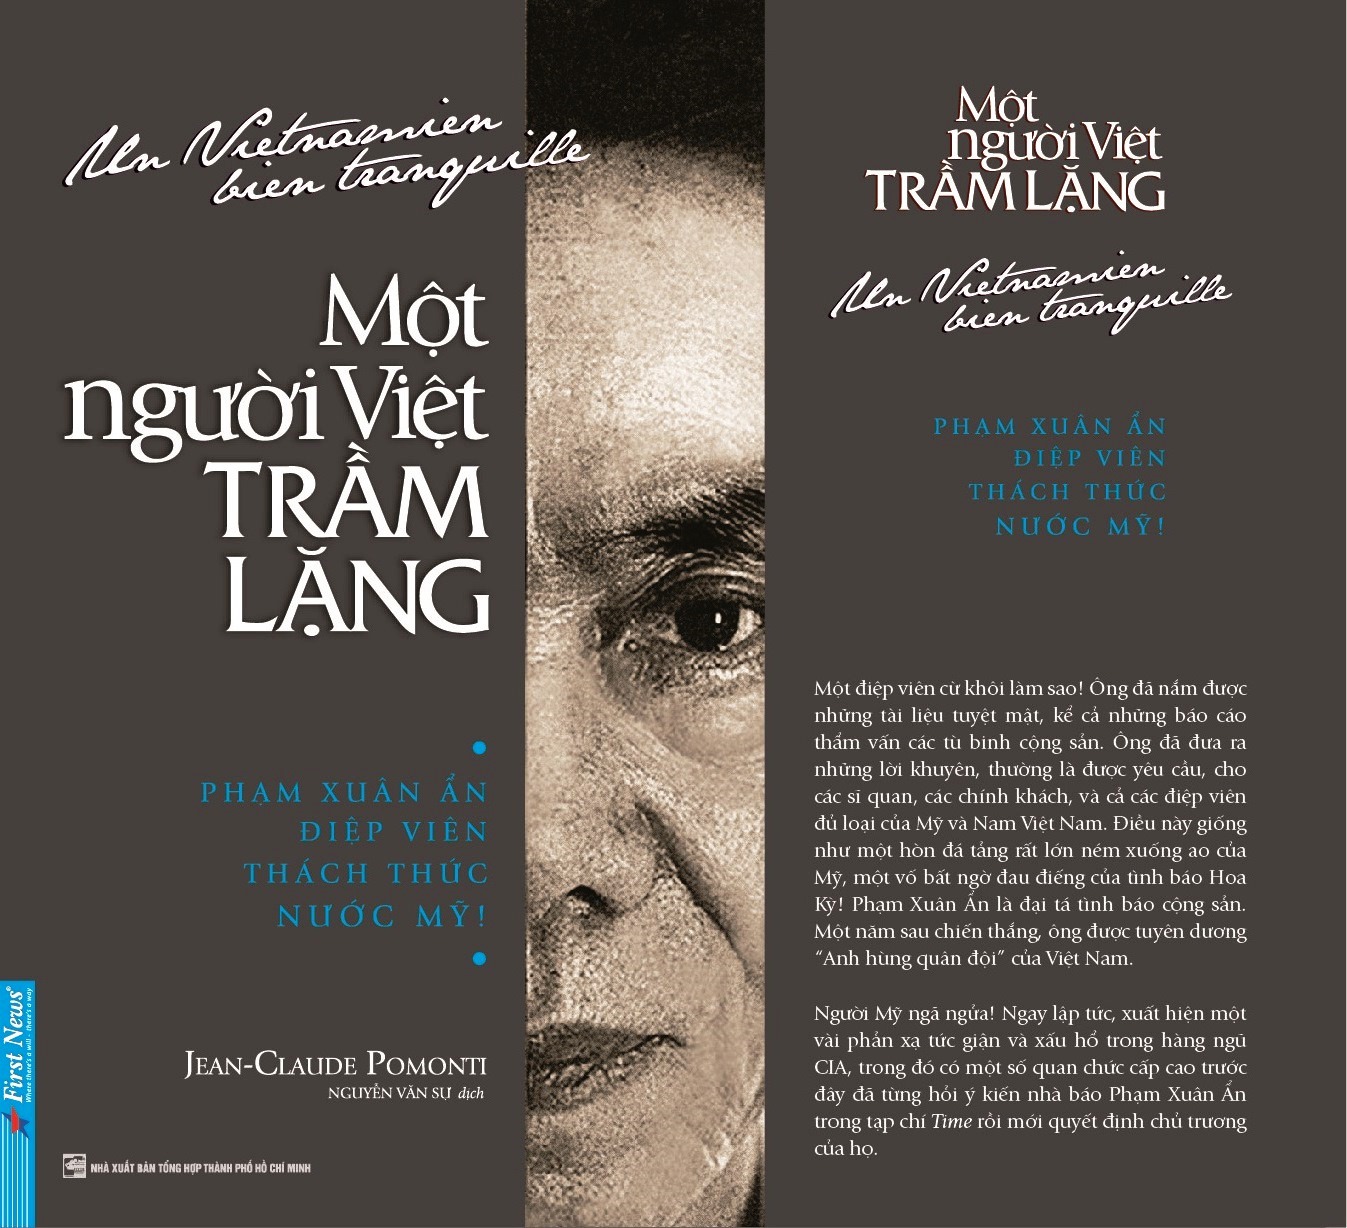 Un Việtnamien
bien tranquille
Một
người Việt
TRẦM
LẶNG
PHẠM XUÂN ẨN
ĐIỆP VIÊN
THÁCH THỨC
NƯỚC MỸ!
JEAN-CLAUDE POMONTI
NGUYỄN VĂN SỰ dịch
First News®
Where there's a will - there's a way
NHÀ XUẤT BẢN TỔNG HỢP THÀNH PHỐ HỒ CHÍ MINH
Một
người Việt
TRẦM LẶNG
Un Việtnamien
bien tranquille
PHẠM XUÂN ẨN
ĐIỆP VIÊN
THÁCH THỨC
NƯỚC MỸ!
Một điệp viên cừ khôi làm sao! Ông đã nắm được
những tài liệu tuyệt mật, kể cả những báo cáo
thẩm vấn các tù binh cộng sản. Ông đã đưa ra
những lời khuyên, thường là được yêu cầu, cho
các sĩ quan, các chính khách, và cả các điệp viên
đủ loại của Mỹ và Nam Việt Nam. Điều này giống
như một hòn đá tảng rất lớn ném xuống ao của
Mỹ, một vố bất ngờ đau điếng của tình báo Hoa
Kỳ! Phạm Xuân Ẩn là đại tá tình báo cộng sản.
Một năm sau chiến thắng, ông được tuyên dương
“Anh hùng quân đội” của Việt Nam.
Người Mỹ ngã ngửa! Ngay lập tức, xuất hiện một
vài phản xạ tức giận và xấu hổ trong hàng ngũ
CIA, trong đó có một số quan chức cấp cao trước
đây đã từng hỏi ý kiến nhà báo Phạm Xuân Ẩn
trong tạp chí Time rồi mới quyết định chủ trương
của họ.